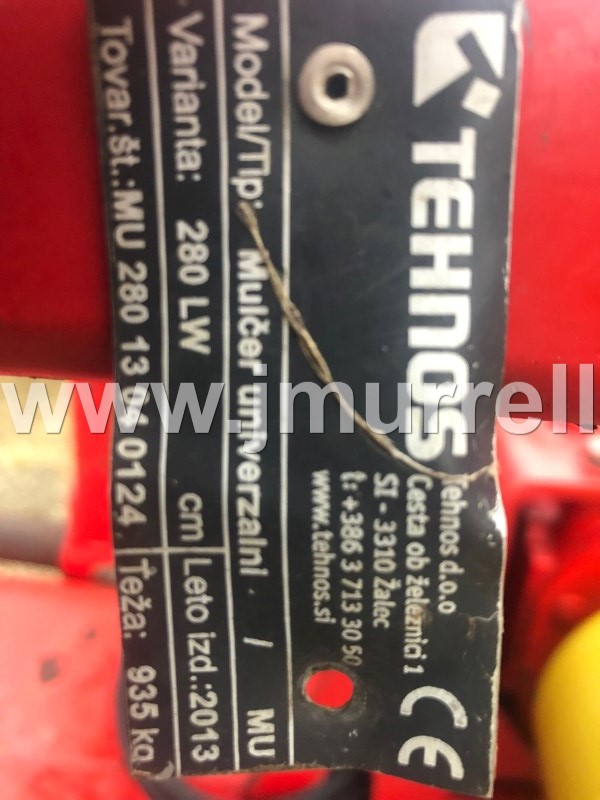 TEHNOS
Tehnos d.o.o
Cesta ob železnici 1
SI - 3310 Žalec
t: +386 3 713 30 50
www.tehnos.si
CE
Model/Tip: Mulčer univerzalni / MU
Varianta: 280 LW cm Leto izd.:2013
Tovar.št.:MU 280 13 0124 Teža: 935 kg
www.jmurrell